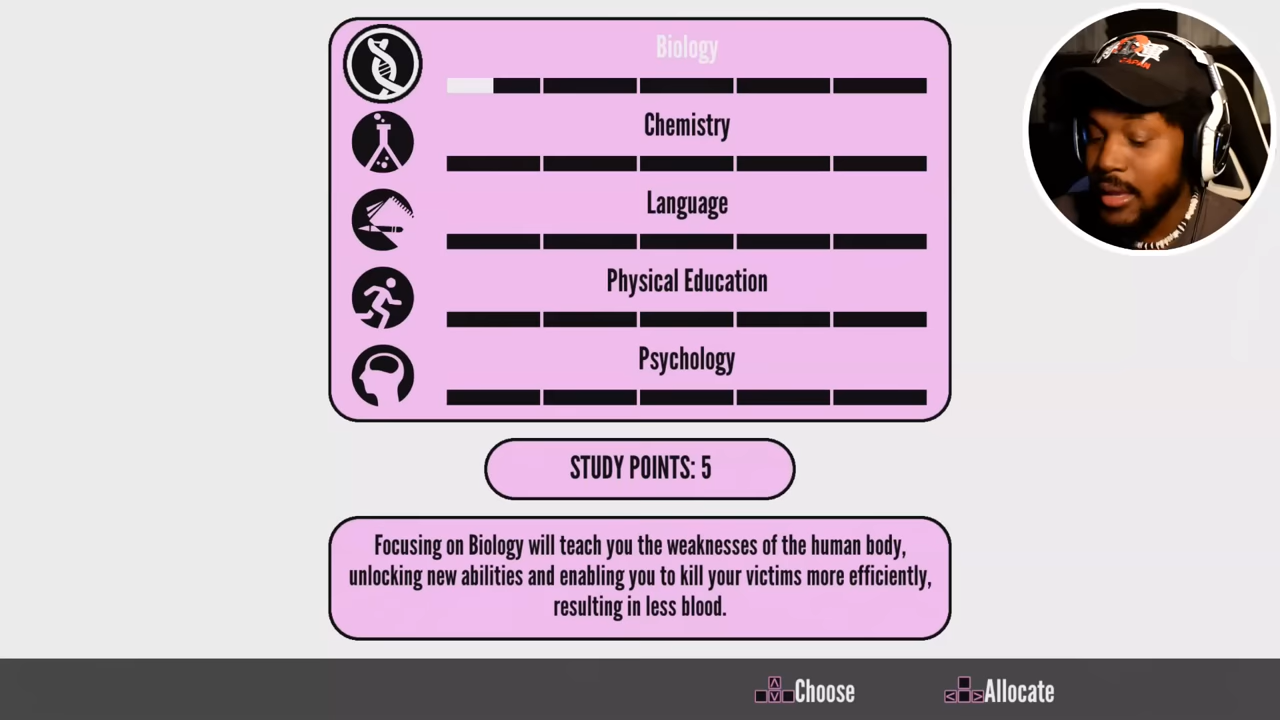 Biology
Chemistry
Language
Physical Education
Psychology
STUDY POINTS: 5
Focusing on Biology will teach you the weaknesses of the human body,
unlocking new abilities and enabling you to kill your victims more efficiently,
resulting in less blood.
Choose
Allocate
JAPAN